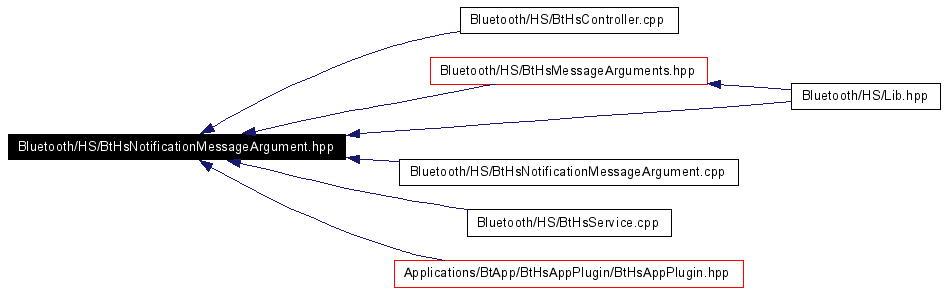 Bluetooth/HS/BtHsController.cpp
Bluetooth/HS/BtHsMessageArguments.hpp
Bluetooth/HS/Lib.hpp
Bluetooth/HS/BtHsNotificationMessageArgument.hpp
Bluetooth/HS/BtHsNotificationMessageArgument.cpp
Bluetooth/HS/BtHsService.cpp
Applications/BtApp/BtHsAppPlugin/BtHsAppPlugin.hpp